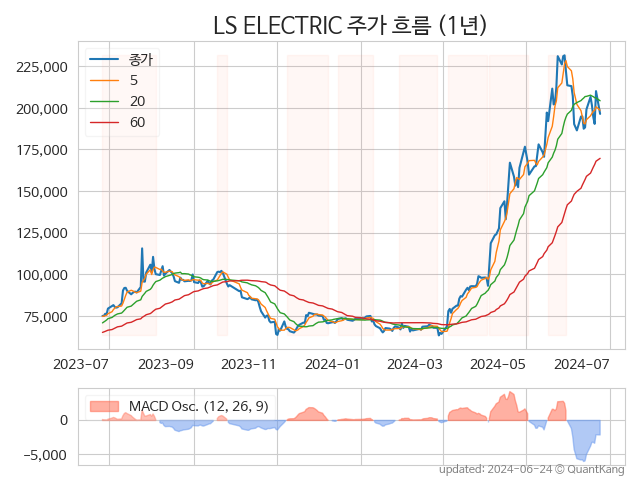 LS ELECTRIC 주가 흐름 (1년)
종가
5
20
60
225,000
200,000
175,000
150,000
125,000
100,000
75,000
2023-07 2023-09 2023-11 2024-01 2024-03 2024-05 2024-07
MACD Osc. (12, 26, 9)
0
−5,000
updated: 2024-06-24 © QuantKang